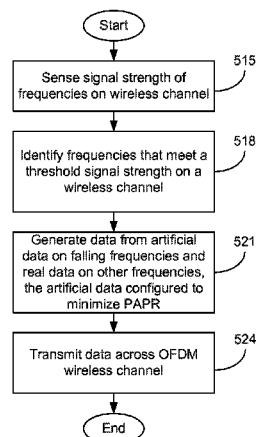 Start
515
Sense signal strength of
frequencies on wireless channel
518
Identify frequencies that meet a
threshold signal strength on a
wireless channel
521
Generate data from artificial
data on falling frequencies and
real data on other frequencies,
the artificial data configured to
minimize PAPR
524
Transmit data across OFDM
wireless channel
End